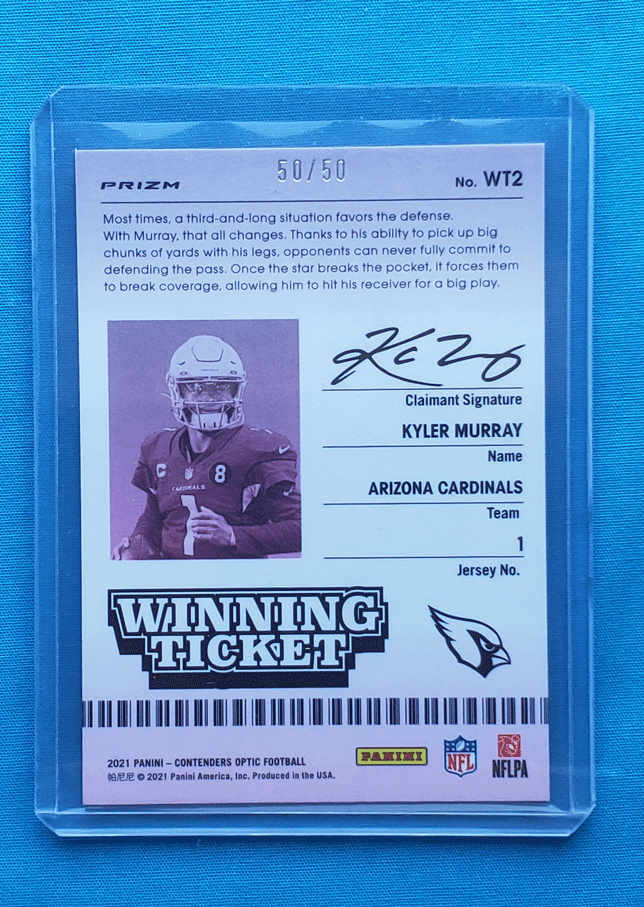 50/50
PRIZM
No. WT2
Most times, a third-and-long situation favors the defense.
With Murray, that all changes. Thanks to his ability to pick up big
chunks of yards with his legs, opponents can never fully commit to
defending the pass. Once the star breaks the pocket, it forces them
to break coverage, allowing him to hit his receiver for a big play.
Claimant Signature
KYLER MURRAY
Name
ARIZONA CARDINALS
Team
1
Jersey No.
C
8
CARDINALS
1
WINNING
TICKET
2021 PANINI – CONTENDERS OPTIC FOOTBALL
帕尼尼 © 2021 Panini America, Inc. Produced in the USA.
PANINI
NFL
NFLPA